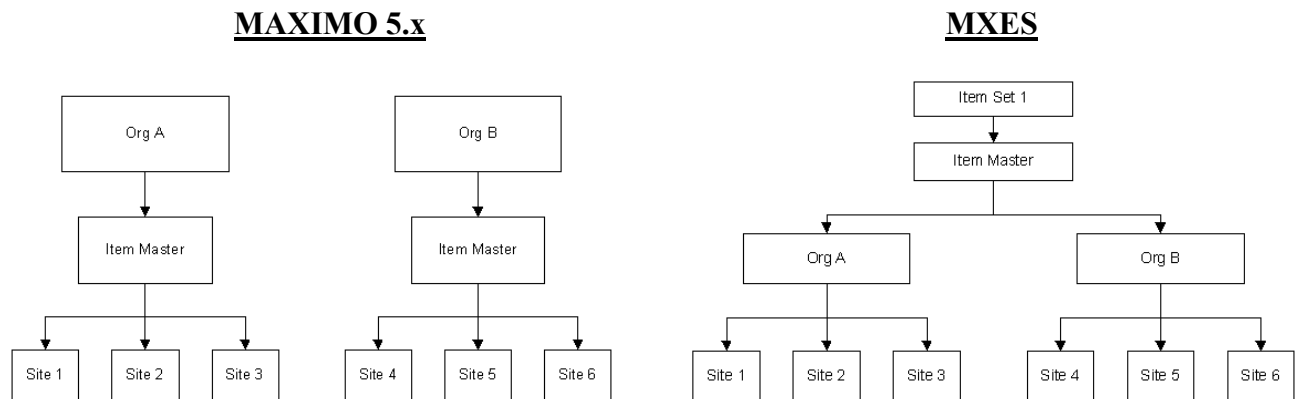 MAXIMO 5.x
Org A
Org B
Item Master
Item Master
Site 1
Site 2
Site 3
Site 4
Site 5
Site 6
MXES
Item Set 1
Item Master
Org A
Org B
Site 1
Site 2
Site 3
Site 4
Site 5
Site 6